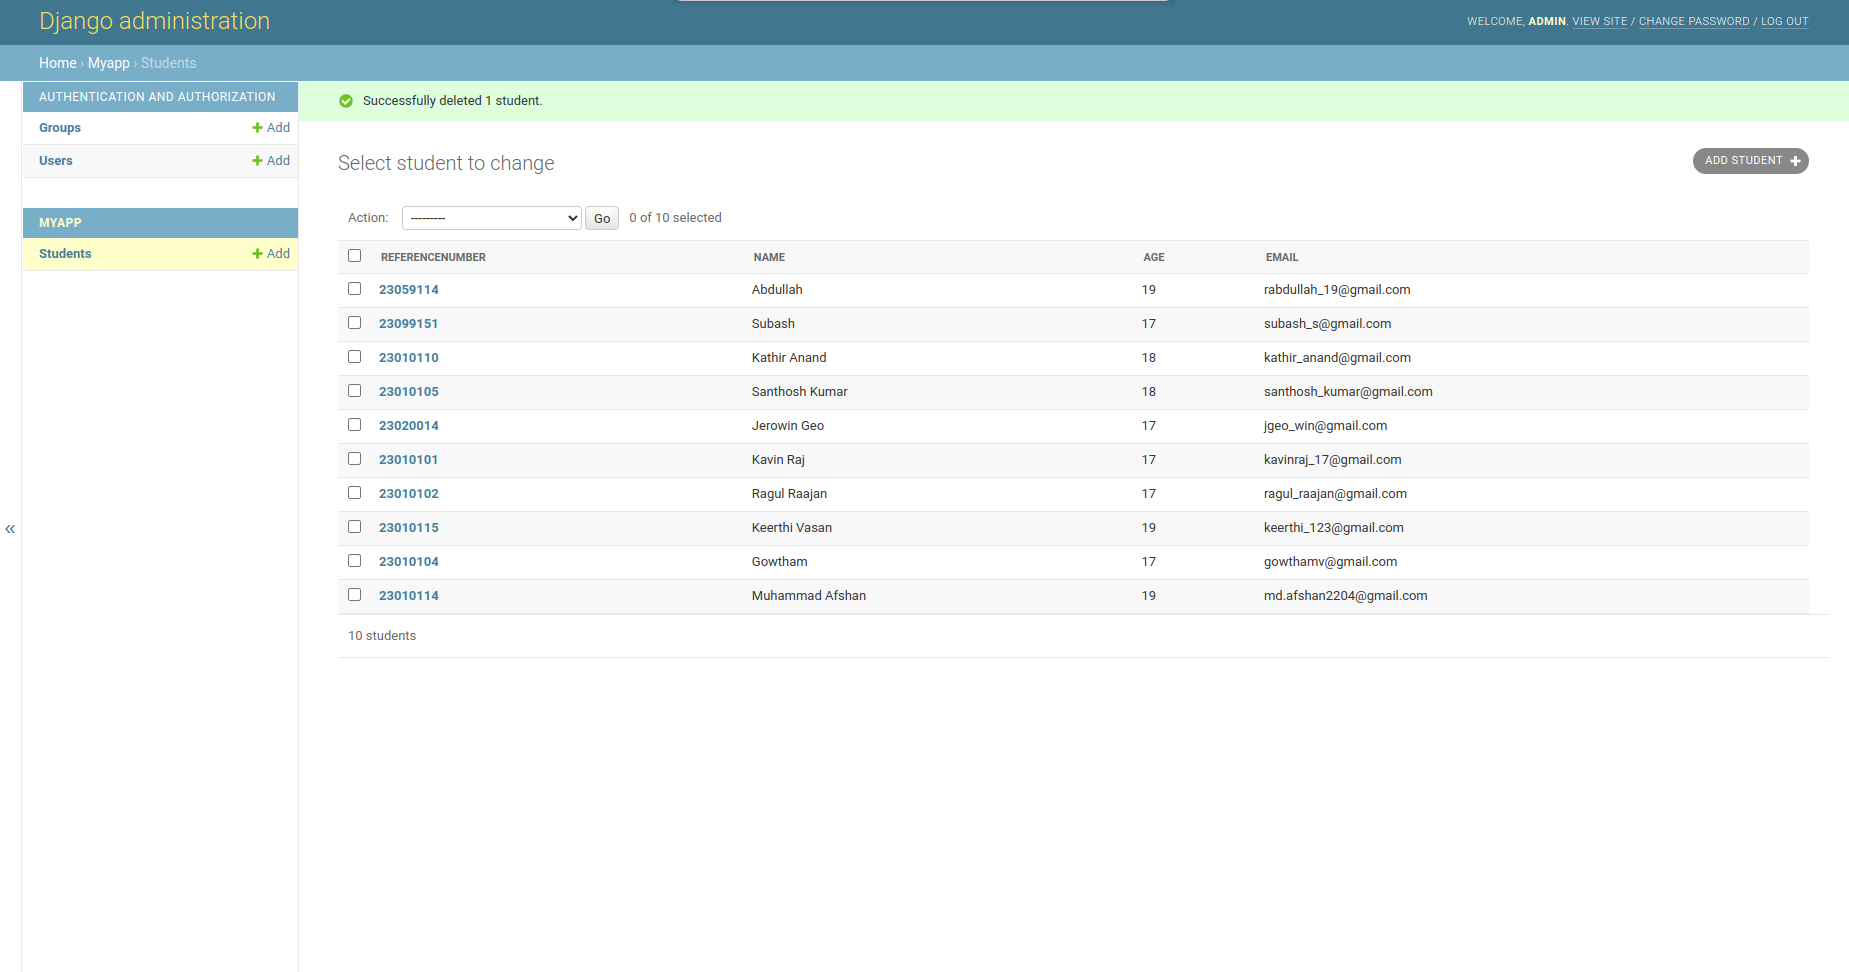 Django administration
WELCOME, ADMIN. VIEW SITE / CHANGE PASSWORD / LOG OUT
Home › Myapp › Students
AUTHENTICATION AND AUTHORIZATION
Groups + Add
Users + Add
MYAPP
Students + Add
«
Successfully deleted 1 student.
Select student to change
ADD STUDENT +
Action: --------- Go 0 of 10 selected
REFERENCENUMBER NAME AGE EMAIL
23059114 Abdullah 19 rabdullah_19@gmail.com
23099151 Subash 17 subash_s@gmail.com
23010110 Kathir Anand 18 kathir_anand@gmail.com
23010105 Santhosh Kumar 18 santhosh_kumar@gmail.com
23020014 Jerowin Geo 17 jgeo_win@gmail.com
23010101 Kavin Raj 17 kavinraj_17@gmail.com
23010102 Ragul Raajan 17 ragul_raajan@gmail.com
23010115 Keerthi Vasan 19 keerthi_123@gmail.com
23010104 Gowtham 17 gowthamv@gmail.com
23010114 Muhammad Afshan 19 md.afshan2204@gmail.com
10 students